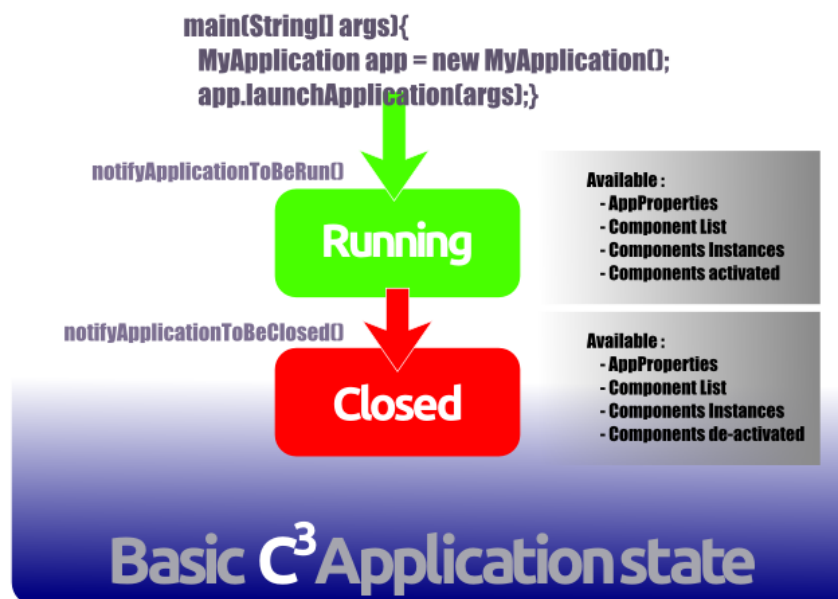 main(String[] args){
MyApplication app = new MyApplication();
app.launchApplication(args);}
notifyApplicationToBeRun()
Running
Available :
- AppProperties
- Component List
- Components Instances
- Components activated
notifyApplicationToBeClosed()
Closed
Available :
- AppProperties
- Component List
- Components Instances
- Components de-activated
Basic C³ Application state